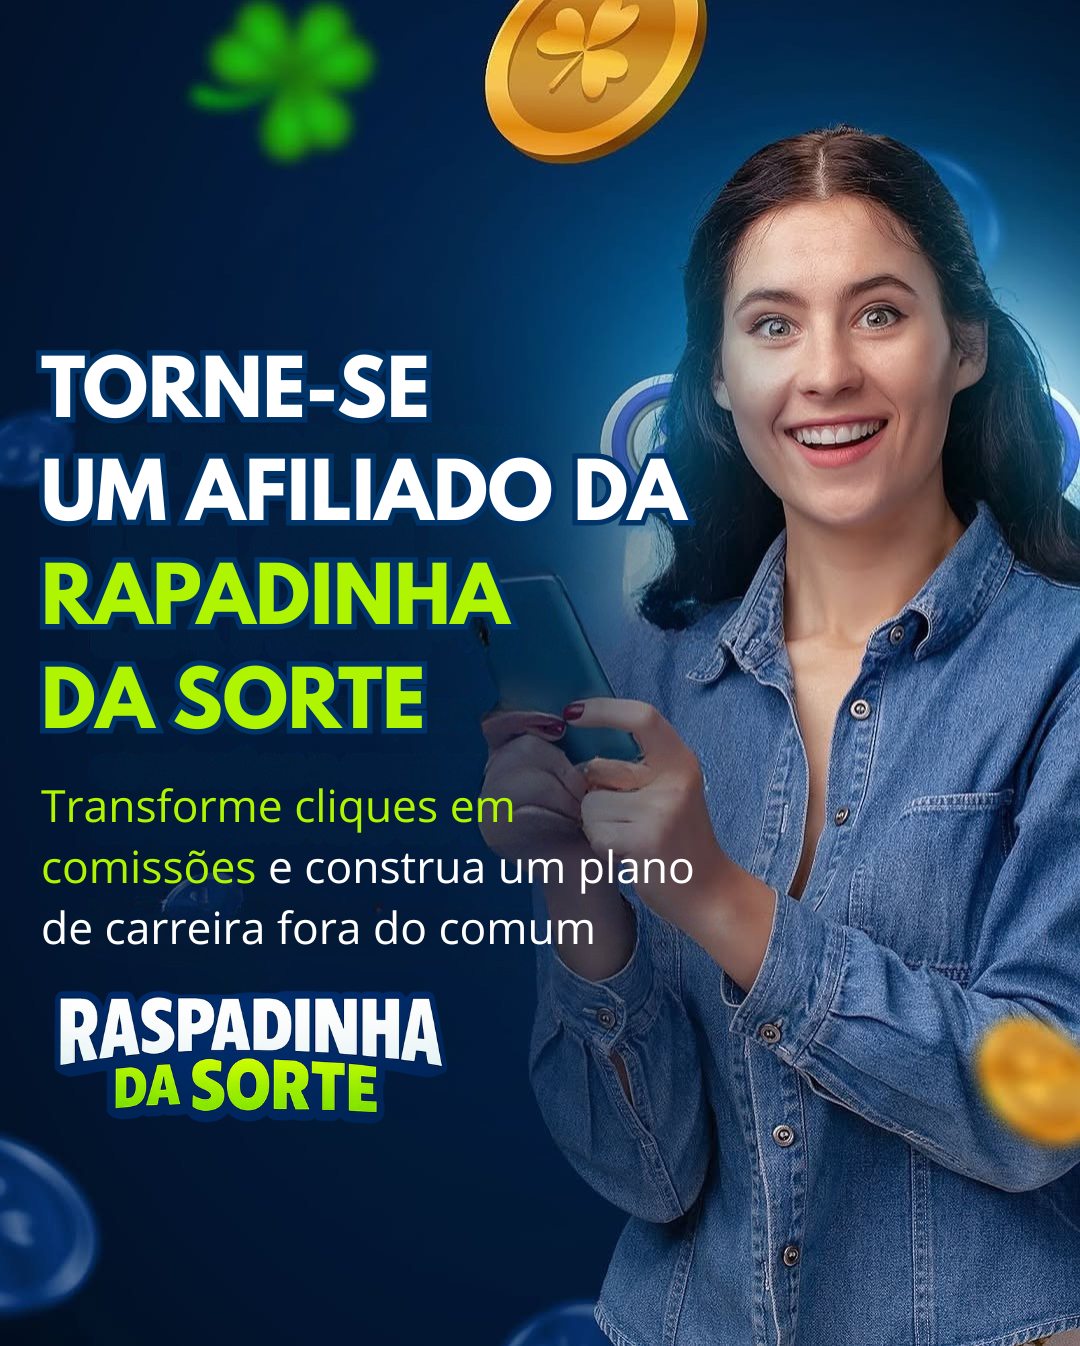 TORNE-SE
UM AFILIADO DA
RAPADINHA
DA SORTE
Transforme cliques em
comissões e construa um plano
de carreira fora do comum
RASPADINHA
DA SORTE